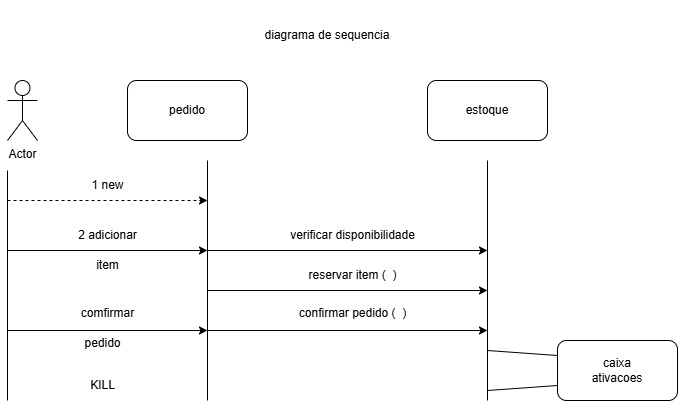 diagrama de sequencia
pedido
estoque
Actor
1 new
2 adicionar
verificar disponibilidade
item
reservar item (  )
comfirmar
confirmar pedido (  )
pedido
caixa
ativacoes
KILL